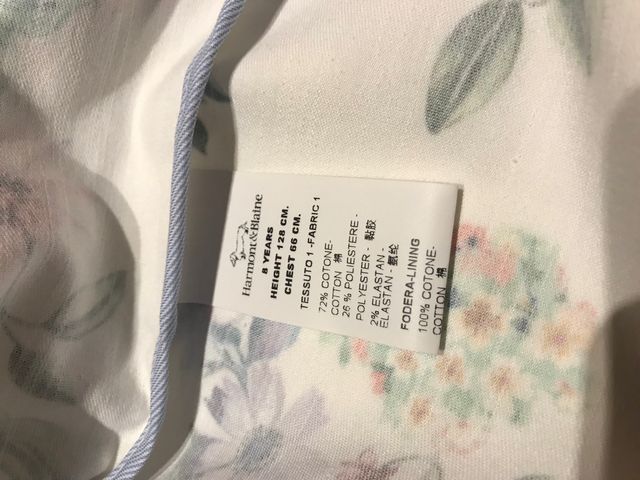 Harmont&Blaine
8 YEARS
HEIGHT 128 CM.
CHEST 66 CM.
TESSUTO 1 -FABRIC 1
72% COTONE-
COTTON 棉
26 % POLIESTERE -
POLYESTER - 黏胶
2% ELASTAN -
ELASTAN - 氨纶
FODERA-LINING
100% COTONE-
COTTON 棉